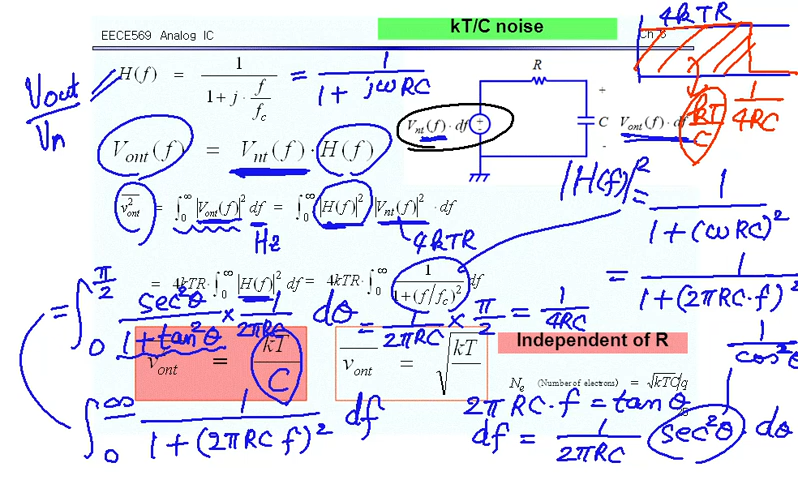 kT/C noise
EECE569 Analog IC
Ch
4kTR
H(f) = 1 / (1 + j · f/f_c) = 1 / (1 + jωRC)
Vout / Vn
R
C
V_nt(f) · df
V_ont(f) · df
kT/C
1/4RC
V_ont(f) = V_nt(f) · H(f)
|H(f)|² = 1 / (1 + (ωRC)²)
v²_ont = ∫₀^∞ |V_ont(f)|² df = ∫₀^∞ |H(f)|² |V_nt(f)|² · df
Hz
4kTR
= 4kTR · ∫₀^∞ |H(f)|² df = 4kTR · ∫₀^∞ 1 / (1 + (f/f_c)²) df
= 1 / (1 + (2πRC·f)²)
= ∫₀^(π/2) sec²θ / (1 + tan²θ) × 1/2πRC dθ = 1/2πRC × π/2 = 1/4RC
1/cos²θ
v_ont = kT/C
v_ont = √(kT/C)
Independent of R
N_e (Number of electrons) = √kTC/q
∫₀^∞ 1 / (1 + (2πRC f)²) df
2πRC·f = tanθ
df = 1/2πRC sec²θ · dθ